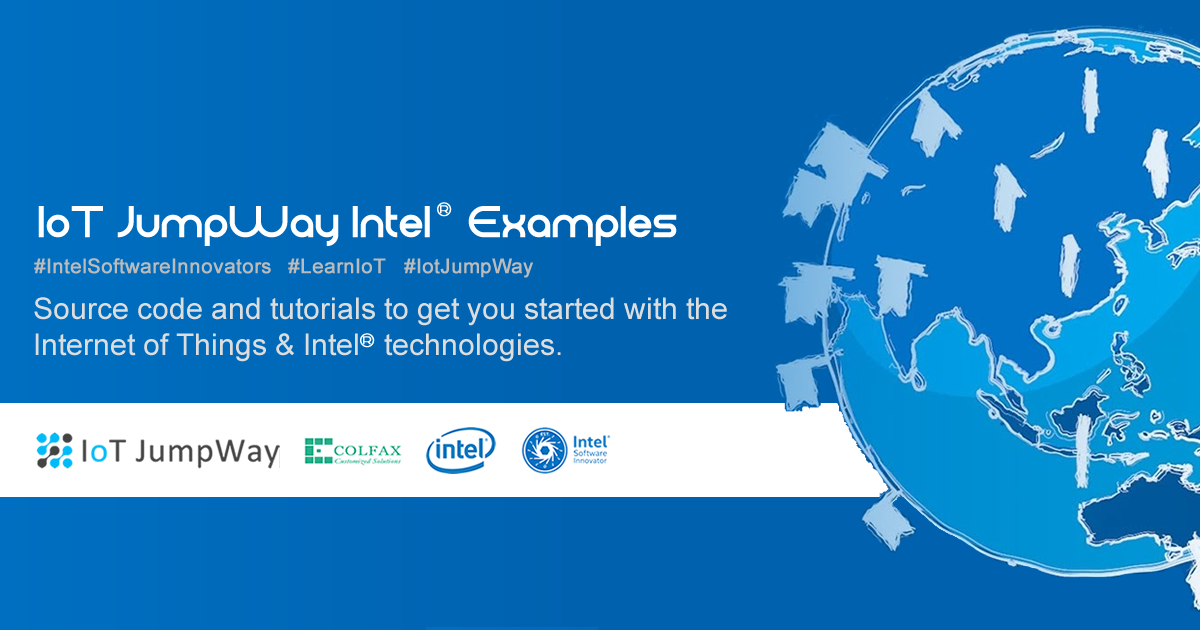 IoT JumpWay Intel® Examples
#IntelSoftwareInnovators #LearnIoT #IotJumpWay
Source code and tutorials to get you started with the
Internet of Things & Intel® technologies.
IoT JumpWay
COLFAX
Customized Solutions
intel®
Intel®
Software
Innovator